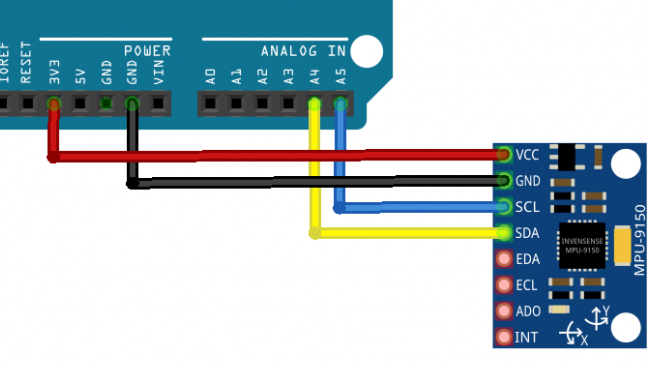 POWER
ANALOG IN
IOREF
RESET
3V3
5V
GND
GND
VIN
A0
A1
A2
A3
A4
A5
VCC
GND
SCL
SDA
EDA
ECL
ADO
INT
INVENSENSE
MPU-9150
MPU-9150
Y
X